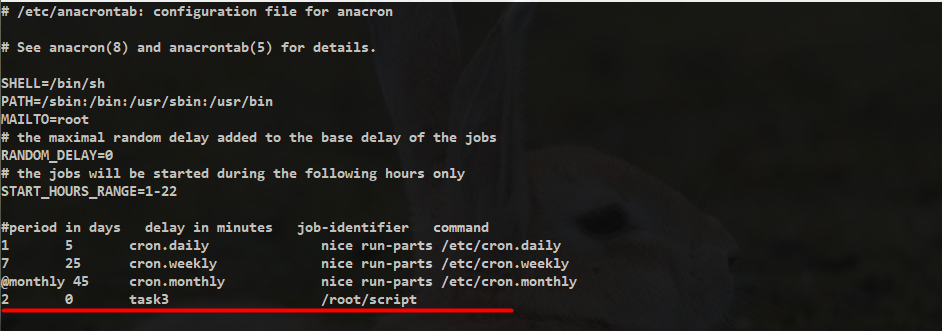 # /etc/anacrontab: configuration file for anacron
# See anacron(8) and anacrontab(5) for details.
SHELL=/bin/sh
PATH=/sbin:/bin:/usr/sbin:/usr/bin
MAILTO=root
# the maximal random delay added to the base delay of the jobs
RANDOM_DELAY=0
# the jobs will be started during the following hours only
START_HOURS_RANGE=1-22
#period in days   delay in minutes   job-identifier   command
1       5       cron.daily              nice run-parts /etc/cron.daily
7       25      cron.weekly             nice run-parts /etc/cron.weekly
@monthly 45     cron.monthly            nice run-parts /etc/cron.monthly
2       0       task3                   /root/script